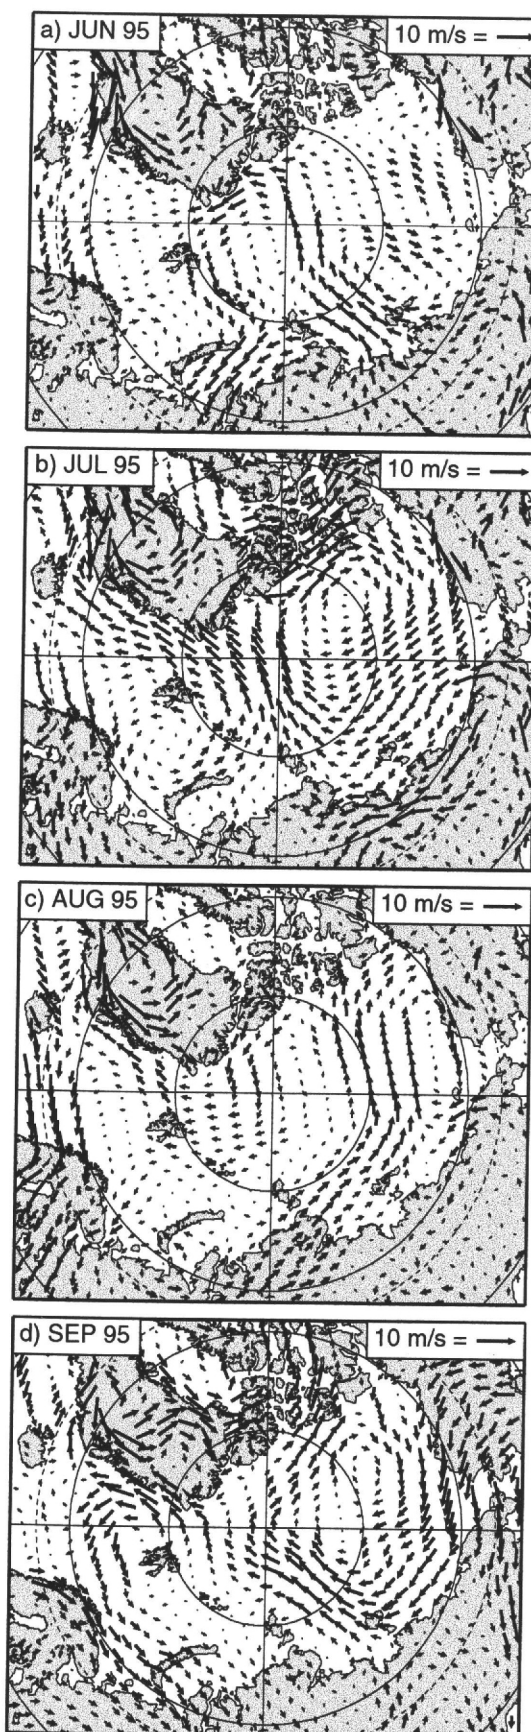 a) JUN 95
10 m/s =
b) JUL 95
10 m/s =
c) AUG 95
10 m/s =
d) SEP 95
10 m/s =